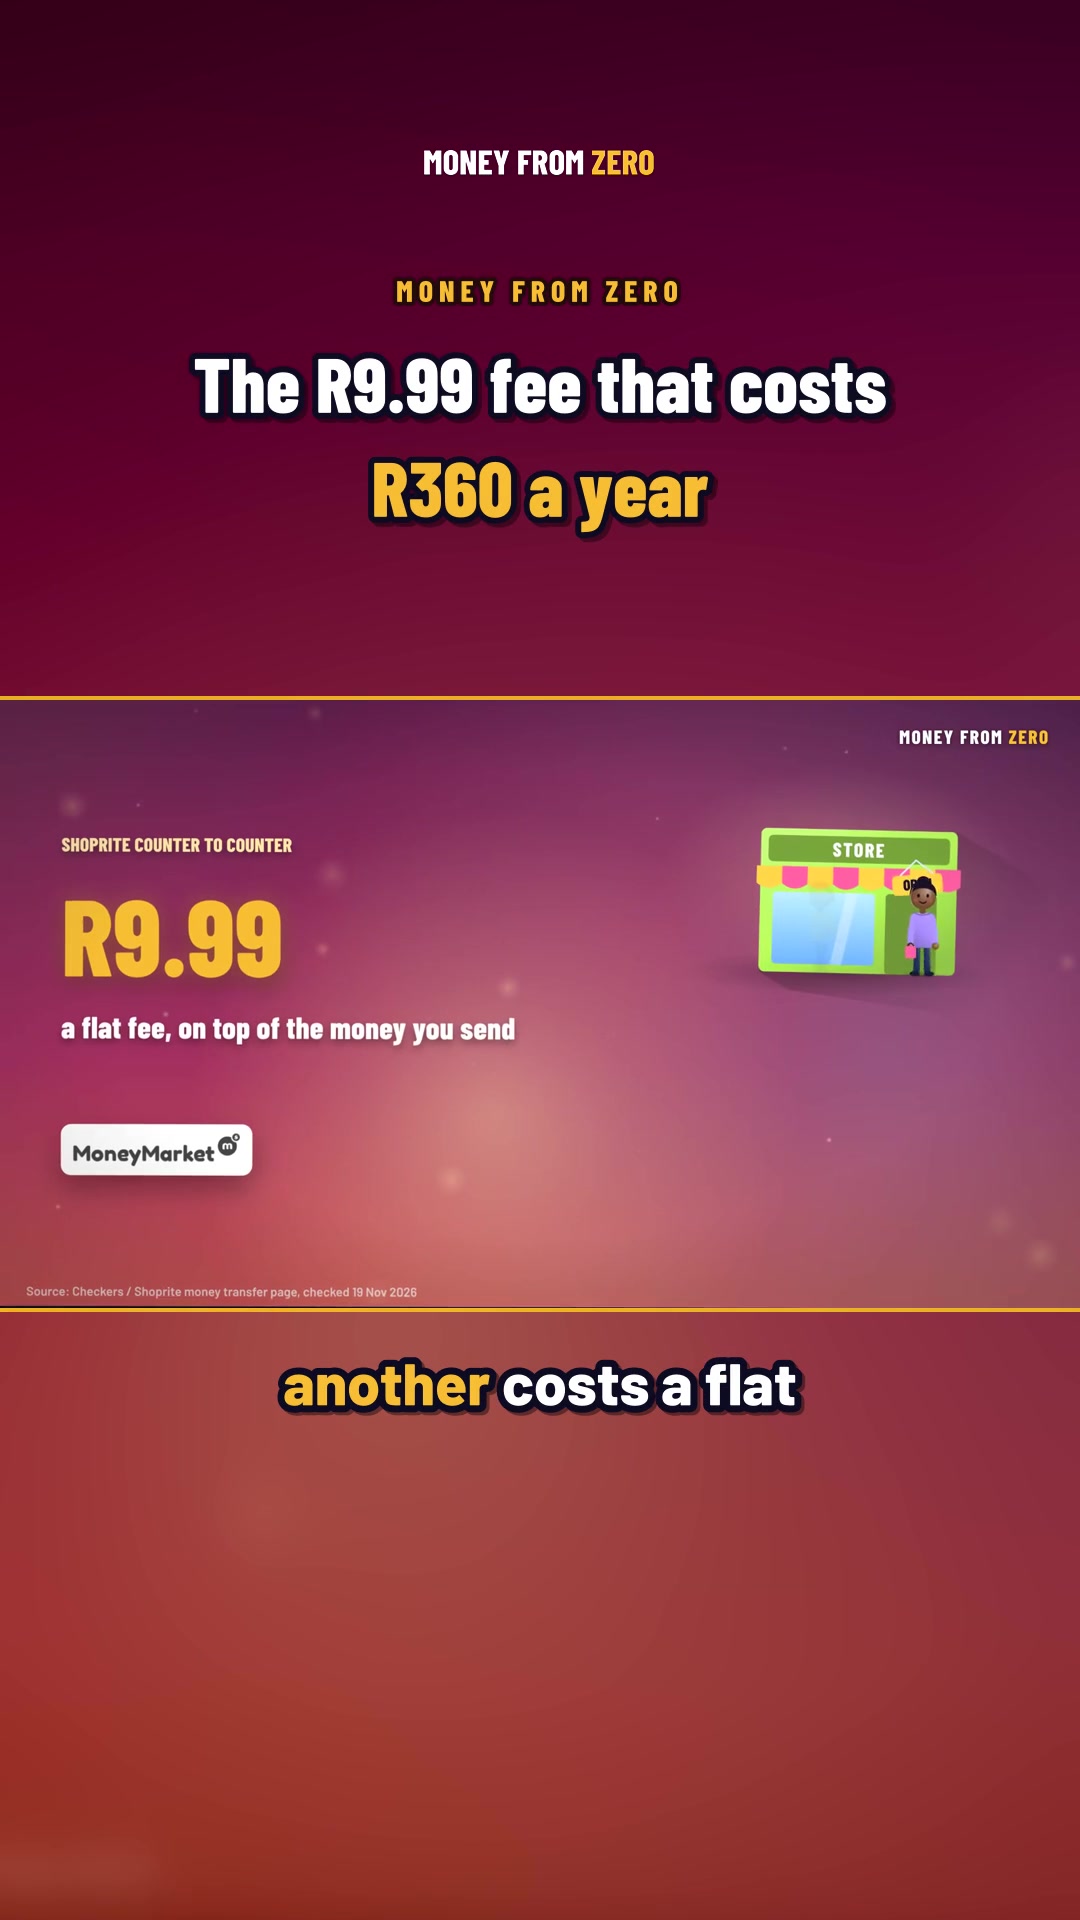 MONEY FROM ZERO
MONEY FROM ZERO
The R9.99 fee that costs
R360 a year
MONEY FROM ZERO
SHOPRITE COUNTER TO COUNTER
STORE
R9.99
a flat fee, on top of the money you send
MoneyMarket
Source: Checkers / Shoprite money transfer page, checked 19 Nov 2026
another costs a flat